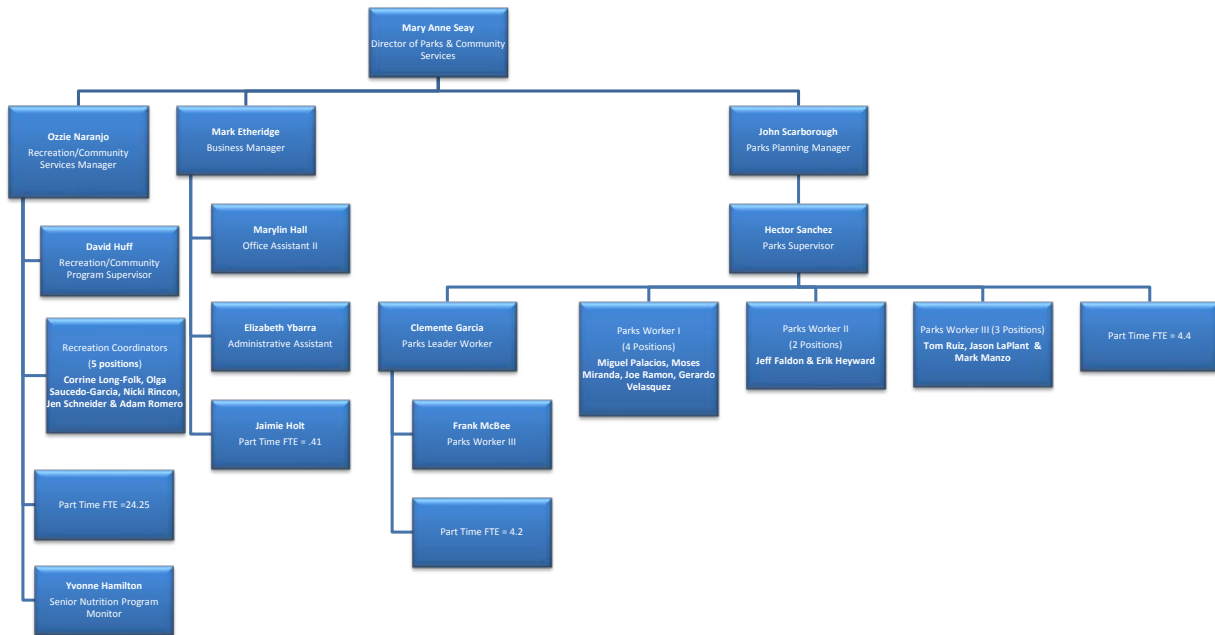 Mary Anne Seay
Director of Parks & Community
Services
Ozzie Naranjo
Recreation/Community
Services Manager
Mark Etheridge
Business Manager
John Scarborough
Parks Planning Manager
David Huff
Recreation/Community
Program Supervisor
Marylin Hall
Office Assistant II
Hector Sanchez
Parks Supervisor
Recreation Coordinators
(5 positions)
Corrine Long-Folk, Olga
Saucedo-Garcia, Nicki Rincon,
Jen Schneider & Adam Romero
Elizabeth Ybarra
Administrative Assistant
Clemente Garcia
Parks Leader Worker
Parks Worker I
(4 Positions)
Miguel Palacios, Moses
Miranda, Joe Ramon, Gerardo
Velasquez
Parks Worker II
(2 Positions)
Jeff Faldon & Erik Heyward
Parks Worker III (3 Positions)
Tom Ruiz, Jason LaPlant &
Mark Manzo
Part Time FTE = 4.4
Jaimie Holt
Part Time FTE = .41
Frank McBee
Parks Worker III
Part Time FTE =24.25
Part Time FTE = 4.2
Yvonne Hamilton
Senior Nutrition Program
Monitor